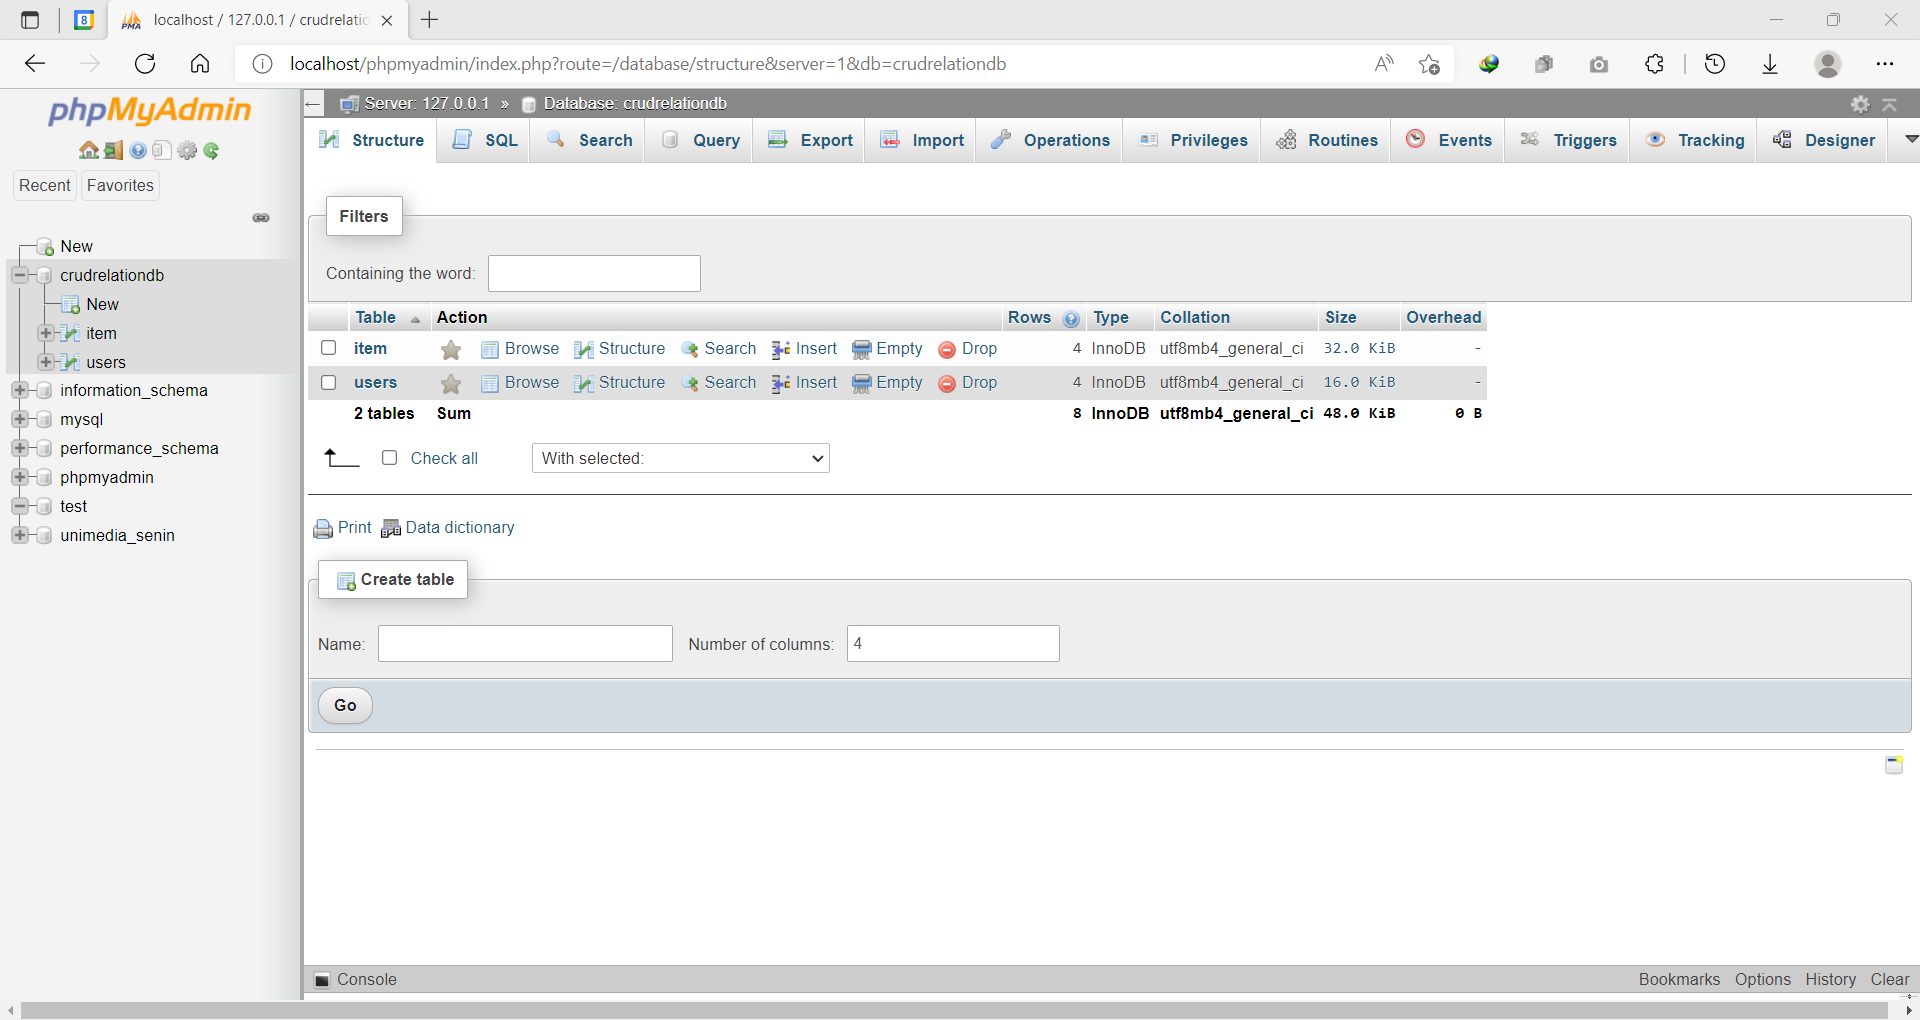 8
PMA
localhost / 127.0.0.1 / crudrelatic
localhost/phpmyadmin/index.php?route=/database/structure&server=1&db=crudrelationdb
phpMyAdmin
Recent Favorites
New
crudrelationdb
New
item
users
information_schema
mysql
performance_schema
phpmyadmin
test
unimedia_senin
Server: 127.0.0.1 » Database: crudrelationdb
Structure SQL Search Query Export Import Operations Privileges Routines Events Triggers Tracking Designer
Filters
Containing the word:
Table Action Rows Type Collation Size Overhead
item Browse Structure Search Insert Empty Drop 4 InnoDB utf8mb4_general_ci 32.0 KiB -
users Browse Structure Search Insert Empty Drop 4 InnoDB utf8mb4_general_ci 16.0 KiB -
2 tables Sum 8 InnoDB utf8mb4_general_ci 48.0 KiB 0 B
Check all With selected:
Print Data dictionary
Create table
Name: Number of columns: 4
Go
Console Bookmarks Options History Clear